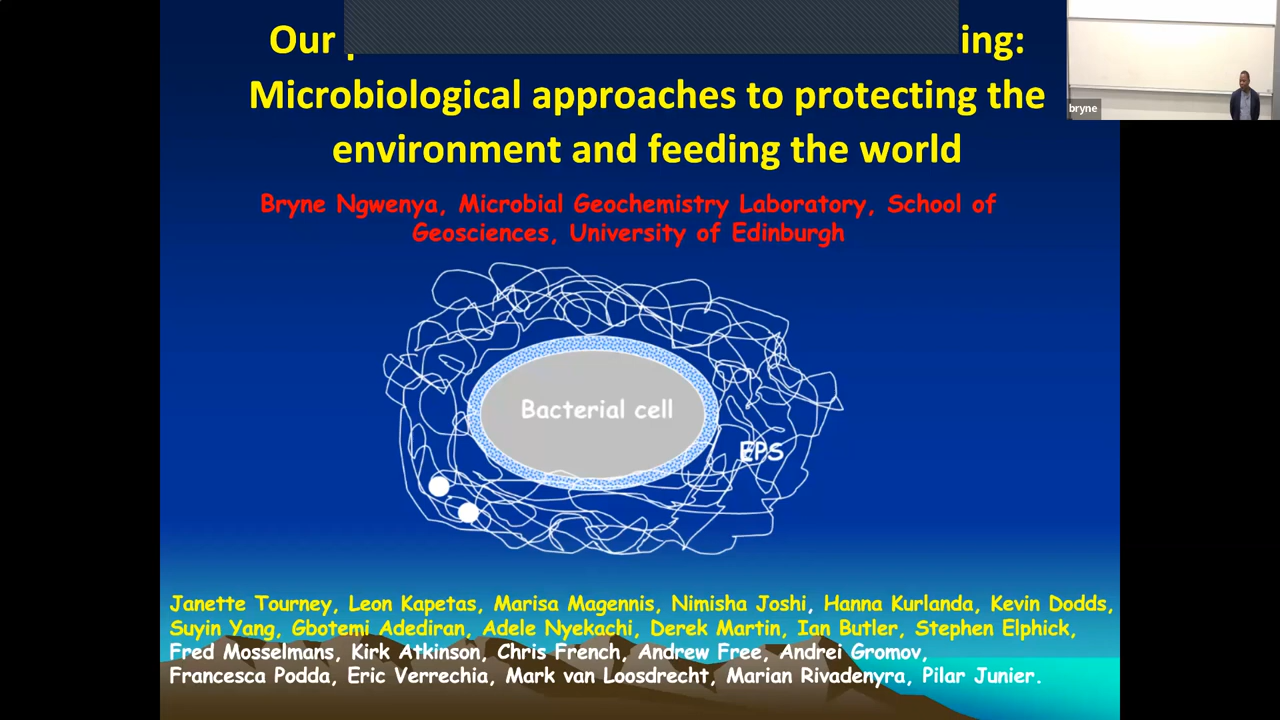 Our ing:
Microbiological approaches to protecting the
environment and feeding the world
bryne
Bryne Ngwenya, Microbial Geochemistry Laboratory, School of
Geosciences, University of Edinburgh
Bacterial cell
EPS
Janette Tourney, Leon Kapetas, Marisa Magennis, Nimisha Joshi, Hanna Kurlanda, Kevin Dodds,
Suyin Yang, Gbotemi Adediran, Adele Nyekachi, Derek Martin, Ian Butler, Stephen Elphick,
Fred Mosselmans, Kirk Atkinson, Chris French, Andrew Free, Andrei Gromov,
Francesca Podda, Eric Verrechia, Mark van Loosdrecht, Marian Rivadenyra, Pilar Junier.